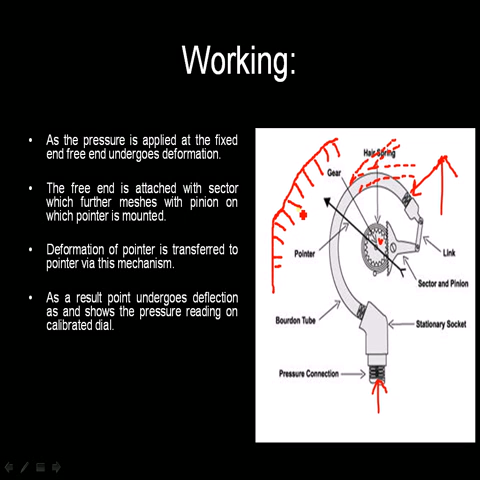 Working:
• As the pressure is applied at the fixed
end free end undergoes deformation.
• The free end is attached with sector
which further meshes with pinion on
which pointer is mounted.
• Deformation of pointer is transferred to
pointer via this mechanism.
• As a result point undergoes deflection
as and shows the pressure reading on
calibrated dial.
Hair Spring
Gear
Pointer
Link
Sector and Pinion
Bourdon Tube
Stationary Socket
Pressure Connection